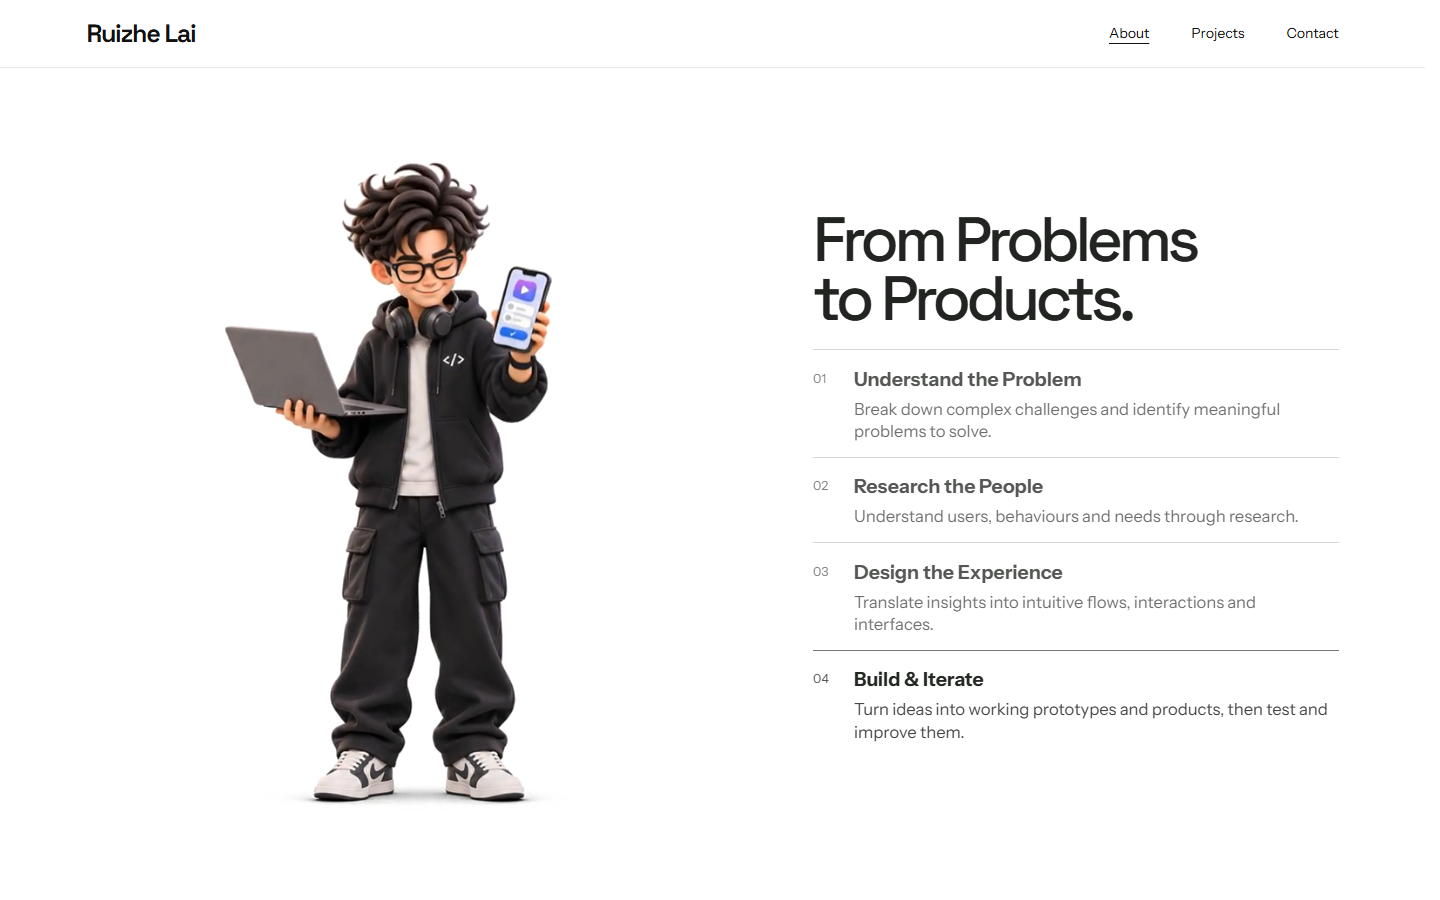 Ruizhe Lai
About
Projects
Contact
</>
From Problems
to Products.
01
Understand the Problem
Break down complex challenges and identify meaningful
problems to solve.
02
Research the People
Understand users, behaviours and needs through research.
03
Design the Experience
Translate insights into intuitive flows, interactions and
interfaces.
04
Build & Iterate
Turn ideas into working prototypes and products, then test and
improve them.